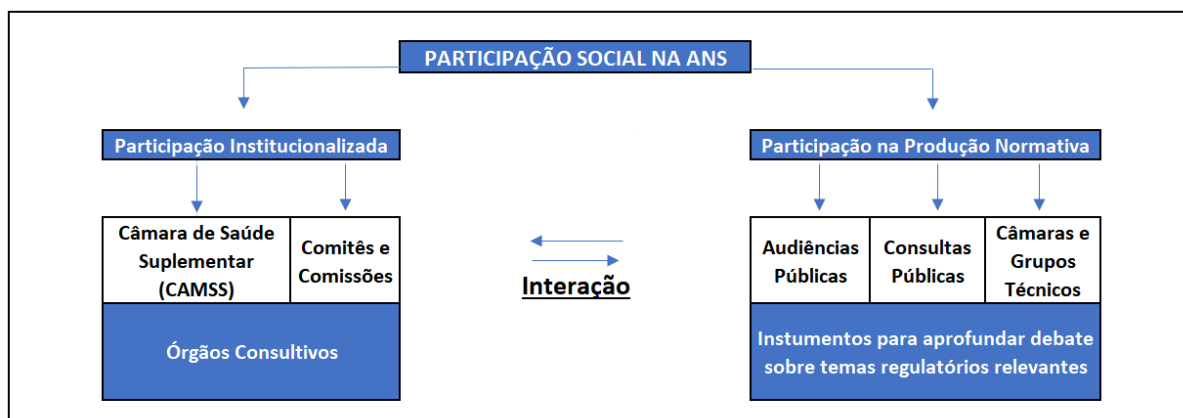 PARTICIPAÇÃO SOCIAL NA ANS
Participação Institucionalizada
Câmara de Saúde
Suplementar
(CAMSS)
Comitês e
Comissões
Órgãos Consultivos
Interação
Participação na Produção Normativa
Audiências
Públicas
Consultas
Públicas
Câmaras e
Grupos
Técnicos
Instumentos para aprofundar debate
sobre temas regulatórios relevantes